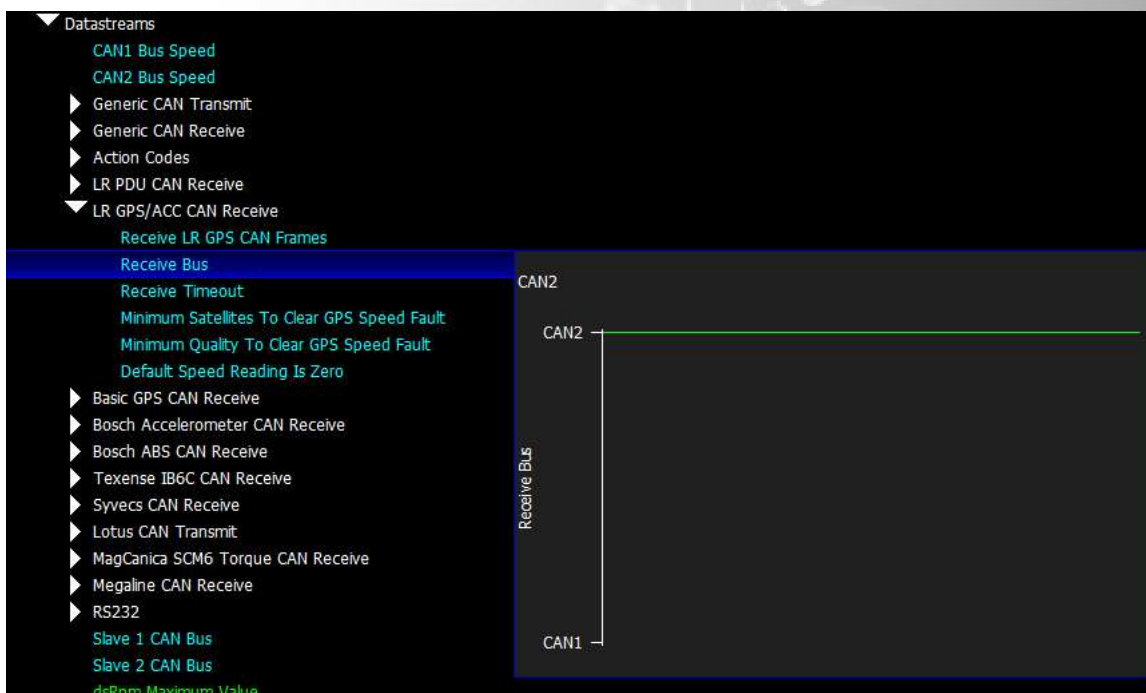 Datastreams
CAN1 Bus Speed
CAN2 Bus Speed
Generic CAN Transmit
Generic CAN Receive
Action Codes
LR PDU CAN Receive
LR GPS/ACC CAN Receive
Receive LR GPS CAN Frames
Receive Bus
Receive Timeout
Minimum Satellites To Clear GPS Speed Fault
Minimum Quality To Clear GPS Speed Fault
Default Speed Reading Is Zero
Basic GPS CAN Receive
Bosch Accelerometer CAN Receive
Bosch ABS CAN Receive
Texense IB6C CAN Receive
Syvecs CAN Receive
Lotus CAN Transmit
MagCanica SCM6 Torque CAN Receive
Megaline CAN Receive
RS232
Slave 1 CAN Bus
Slave 2 CAN Bus
dsRpm Maximum Value
CAN2
CAN2
Receive Bus
CAN1